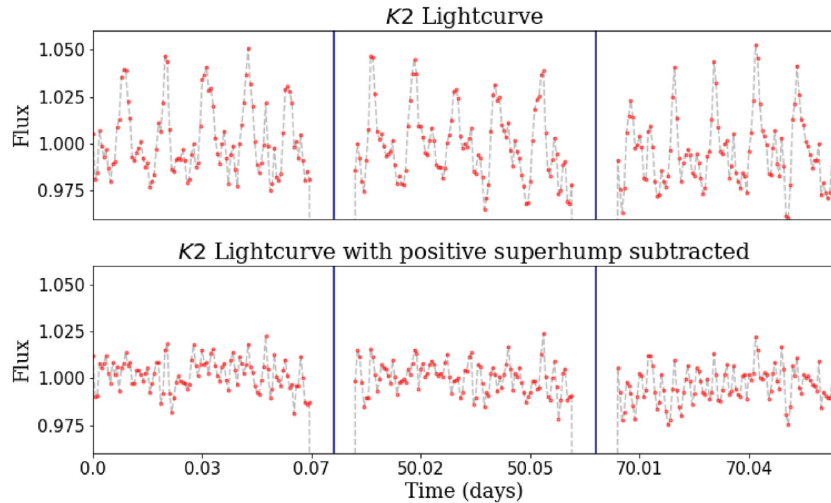 K2 Lightcurve
1.050
1.025
1.000
0.975
Flux
K2 Lightcurve with positive superhump subtracted
1.050
1.025
1.000
0.975
Flux
0.0 0.03 0.07 50.02 50.05 70.01 70.04
Time (days)